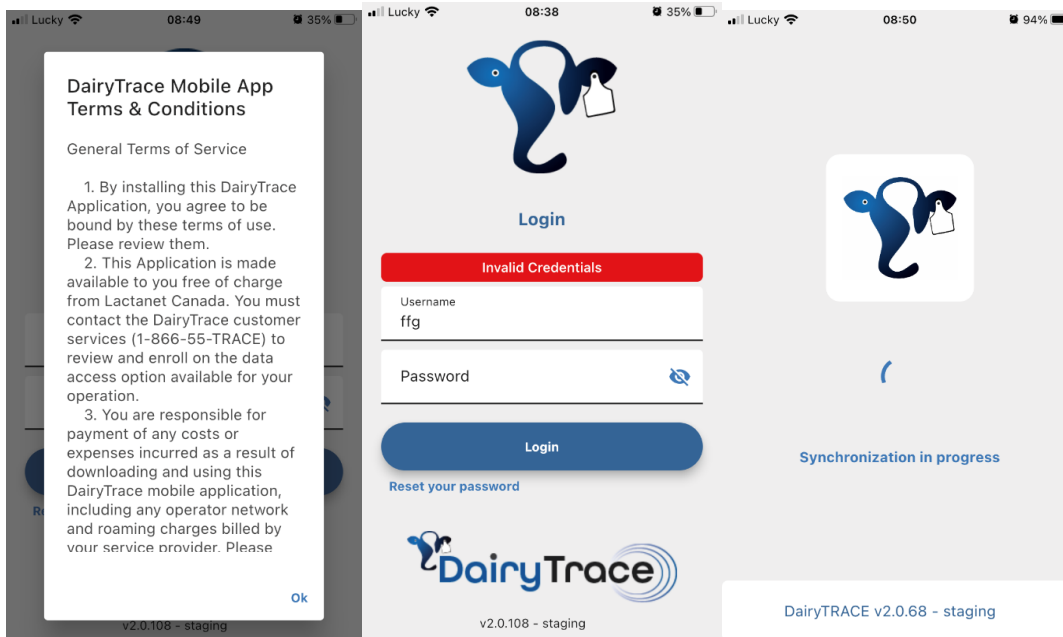 Lucky 08:49 35%
DairyTrace Mobile App
Terms & Conditions
General Terms of Service
1. By installing this DairyTrace
Application, you agree to be
bound by these terms of use.
Please review them.
2. This Application is made
available to you free of charge
from Lactanet Canada. You must
contact the DairyTrace customer
services (1-866-55-TRACE) to
review and enroll on the data
access option available for your
operation.
3. You are responsible for
payment of any costs or
expenses incurred as a result of
downloading and using this
DairyTrace mobile application,
including any operator network
and roaming charges billed by
your service provider. Please
Ok
v2.0.108 - staging
Lucky 08:38 35%
Login
Invalid Credentials
Username
ffg
Password
Login
Reset your password
DairyTrace
v2.0.108 - staging
Lucky 08:50 94%
Synchronization in progress
DairyTRACE v2.0.68 - staging